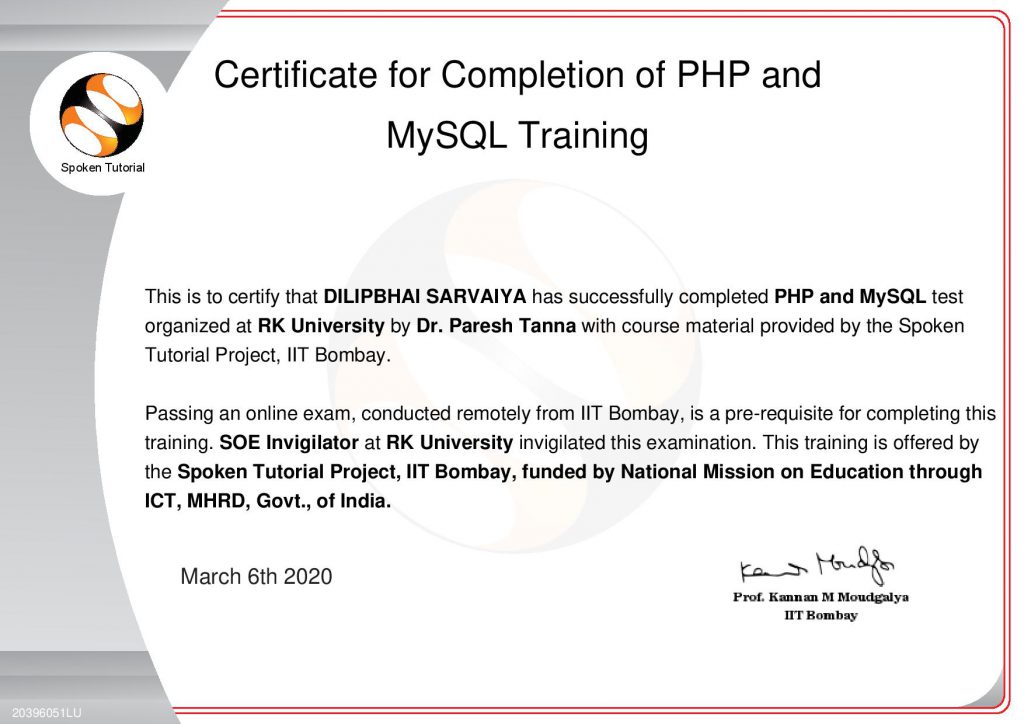 Certificate for Completion of PHP and
MySQL Training
Spoken Tutorial
This is to certify that DILIPBHAI SARVAIYA has successfully completed PHP and MySQL test
organized at RK University by Dr. Paresh Tanna with course material provided by the Spoken
Tutorial Project, IIT Bombay.
Passing an online exam, conducted remotely from IIT Bombay, is a pre-requisite for completing this
training. SOE Invigilator at RK University invigilated this examination. This training is offered by
the Spoken Tutorial Project, IIT Bombay, funded by National Mission on Education through
ICT, MHRD, Govt., of India.
March 6th 2020
Kannan Moudgalya
Prof. Kannan M Moudgalya
IIT Bombay
20396051LU